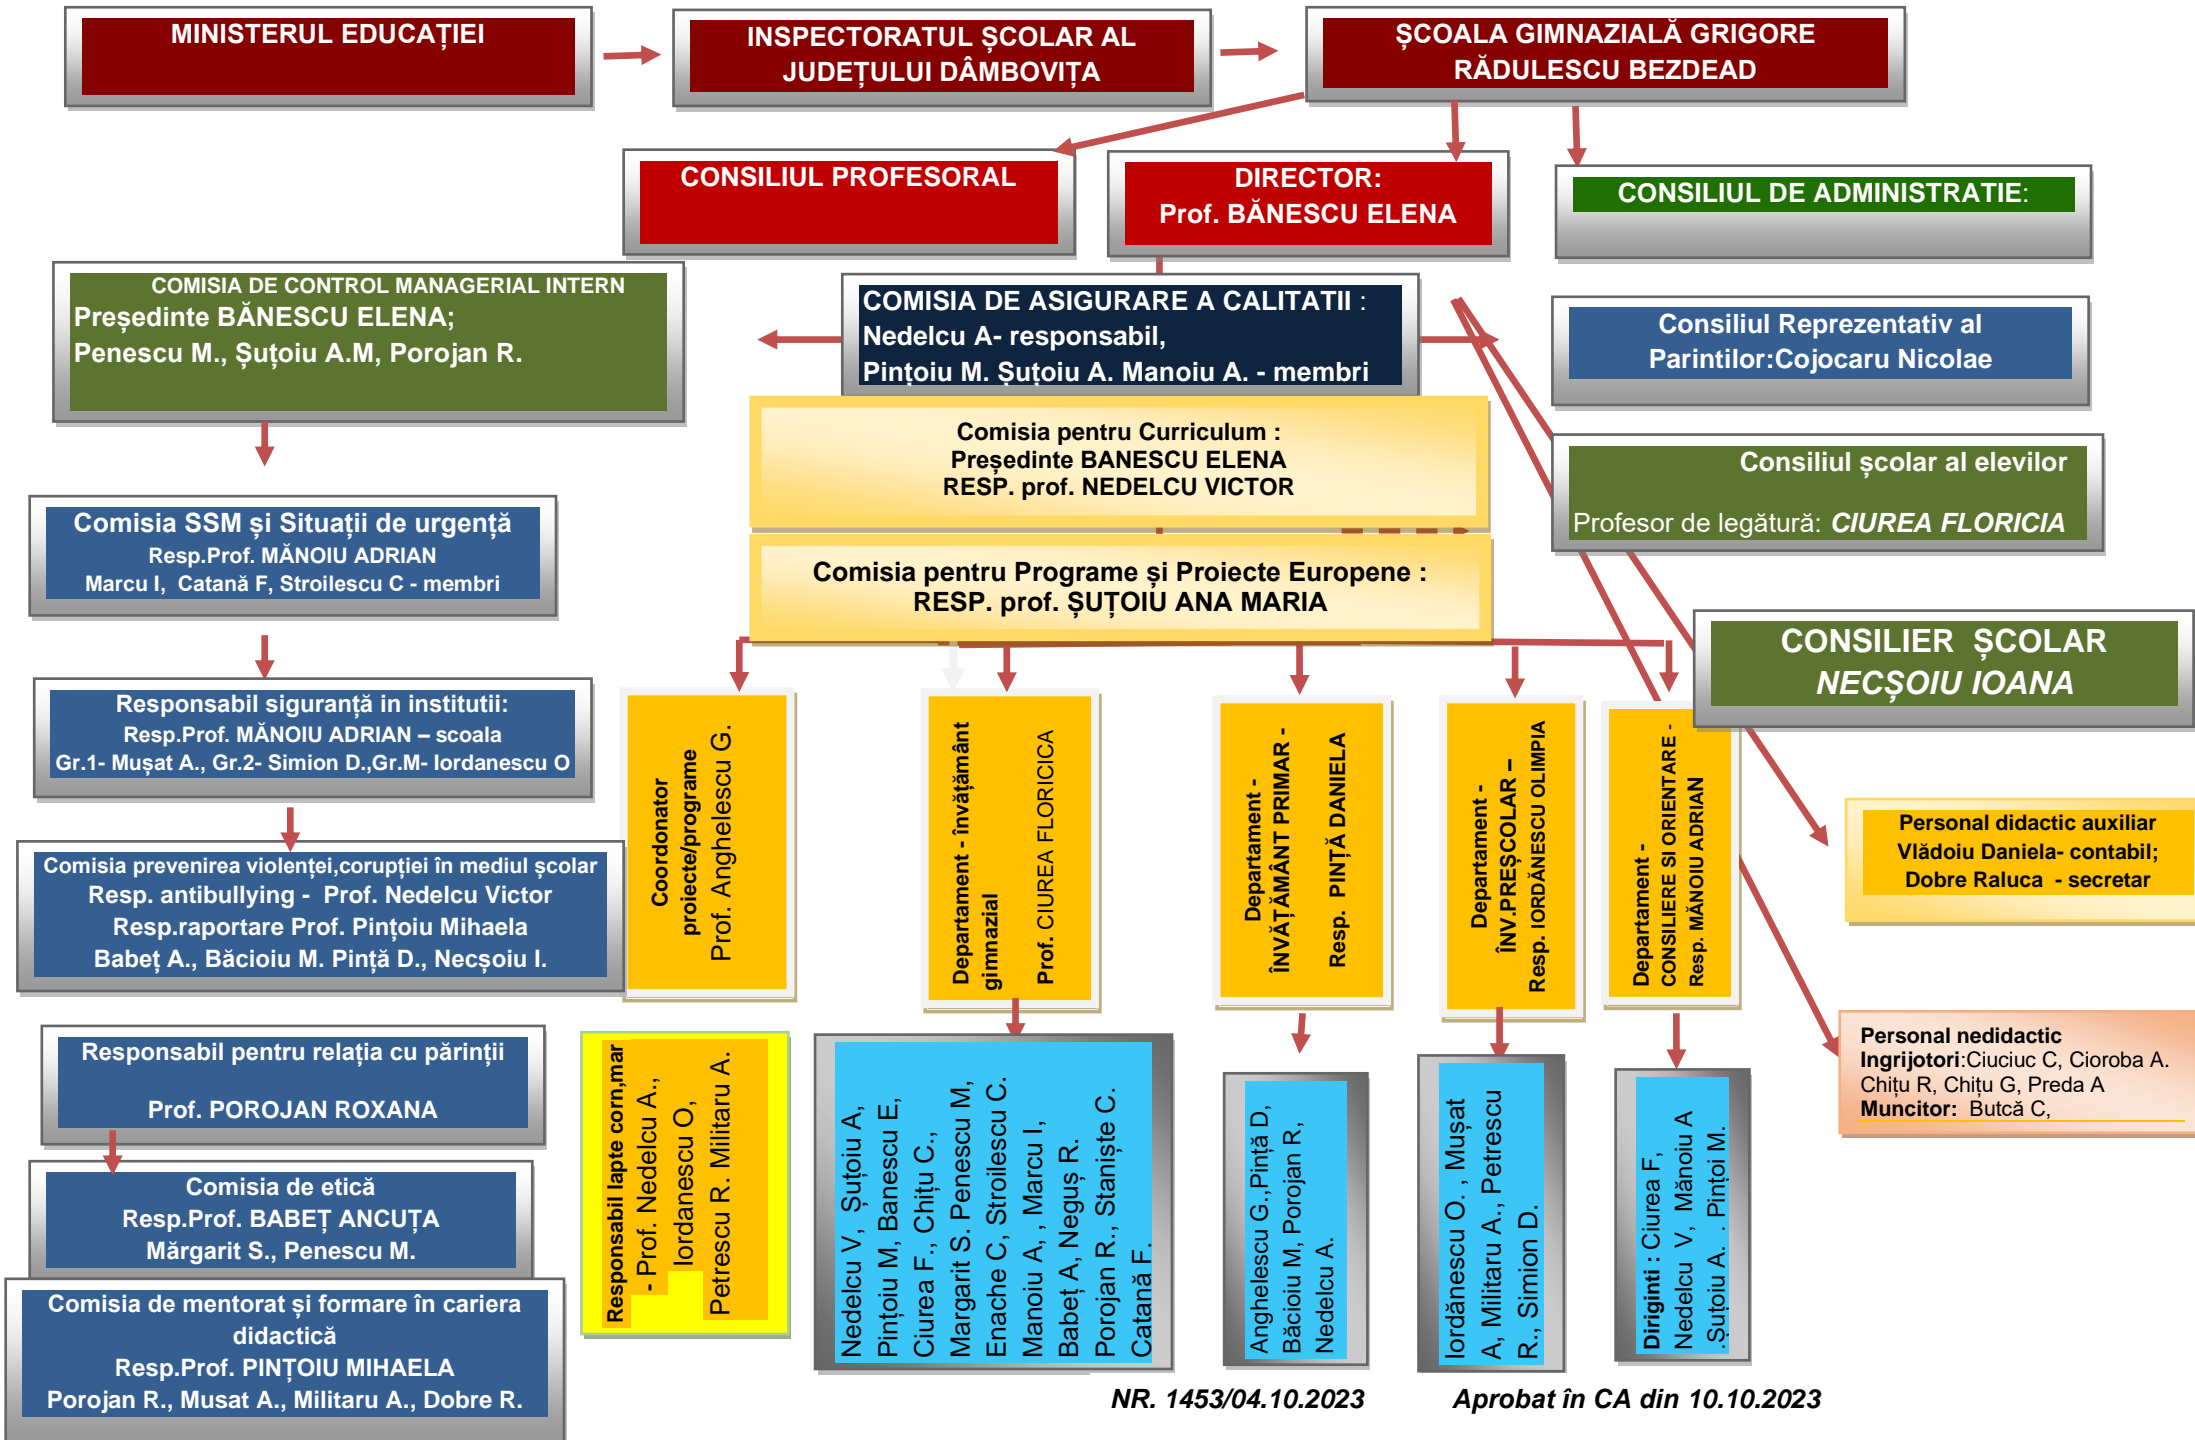 MINISTERUL EDUCAȚIEI
INSPECTORATUL ȘCOLAR AL
JUDEȚULUI DÂMBOVIȚA
ȘCOALA GIMNAZIALĂ GRIGORE
RĂDULESCU BEZDEAD
CONSILIUL PROFESORAL
DIRECTOR:
Prof. BĂNESCU ELENA
CONSILIUL DE ADMINISTRATIE:
COMISIA DE CONTROL MANAGERIAL INTERN
Președinte BĂNESCU ELENA;
Penescu M., Șuțoiu A.M, Porojan R.
COMISIA DE ASIGURARE A CALITATII :
Nedelcu A- responsabil,
Pințoiu M. Șuțoiu A. Manoiu A. - membri
Consiliul Reprezentativ al
Parintilor:Cojocaru Nicolae
Comisia pentru Curriculum :
Președinte BANESCU ELENA
RESP. prof. NEDELCU VICTOR
Consiliul școlar al elevilor
Profesor de legătură: CIUREA FLORICIA
Comisia SSM și Situații de urgență
Resp.Prof. MĂNOIU ADRIAN
Marcu I, Catană F, Stroilescu C - membri
Comisia pentru Programe și Proiecte Europene :
RESP. prof. ȘUȚOIU ANA MARIA
CONSILIER ȘCOLAR
NECȘOIU IOANA
Responsabil siguranță in institutii:
Resp.Prof. MĂNOIU ADRIAN – scoala
Gr.1- Mușat A., Gr.2- Simion D.,Gr.M- Iordanescu O
Coordonator
proiecte/programe
Prof. Anghelescu G.
Departament - învățământ
gimnazial
Prof. CIUREA FLORICICA
Departament -
ÎNVĂȚĂMÂNT PRIMAR -
Resp. PINȚĂ DANIELA
Departament -
ÎNV.PREȘCOLAR –
Resp. IORDĂNESCU OLIMPIA
Departament -
CONSILIERE SI ORIENTARE -
Resp. MĂNOIU ADRIAN
Personal didactic auxiliar
Vlădoiu Daniela- contabil;
Dobre Raluca - secretar
Comisia prevenirea violenței,corupției în mediul școlar
Resp. antibullying - Prof. Nedelcu Victor
Resp.raportare Prof. Pințoiu Mihaela
Babeț A., Băcioiu M. Pință D., Necșoiu I.
Personal nedidactic
Ingrijotori:Ciuciuc C, Cioroba A.
Chițu R, Chițu G, Preda A
Muncitor: Butcă C,
Responsabil pentru relația cu părinții
Prof. POROJAN ROXANA
Responsabil lapte corn,mar
- Prof. Nedelcu A.,
Iordanescu O,
Petrescu R. Militaru A.
Nedelcu V, Șuțoiu A,
Pințoiu M, Banescu E,
Ciurea F., Chițu C.,
Margarit S. Penescu M,
Enache C, Stroilescu C.
Manoiu A, , Marcu I,
Babeț A, Neguș R.
Porojan R., Staniște C.
Catană F.
Anghelescu G.,Pință D,
Băcioiu M, Porojan R,
Nedelcu A.
Iordănescu O. , Mușat
A, Militaru A., Petrescu
R., Simion D.
Diriginti : Ciurea F,
Nedelcu V, Mănoiu A
.Șuțoiu A. . Pințoi M.
Comisia de etică
Resp.Prof. BABEȚ ANCUȚA
Mărgarit S., Penescu M.
Comisia de mentorat și formare în cariera
didactică
Resp.Prof. PINȚOIU MIHAELA
Porojan R., Musat A., Militaru A., Dobre R.
NR. 1453/04.10.2023
Aprobat în CA din 10.10.2023